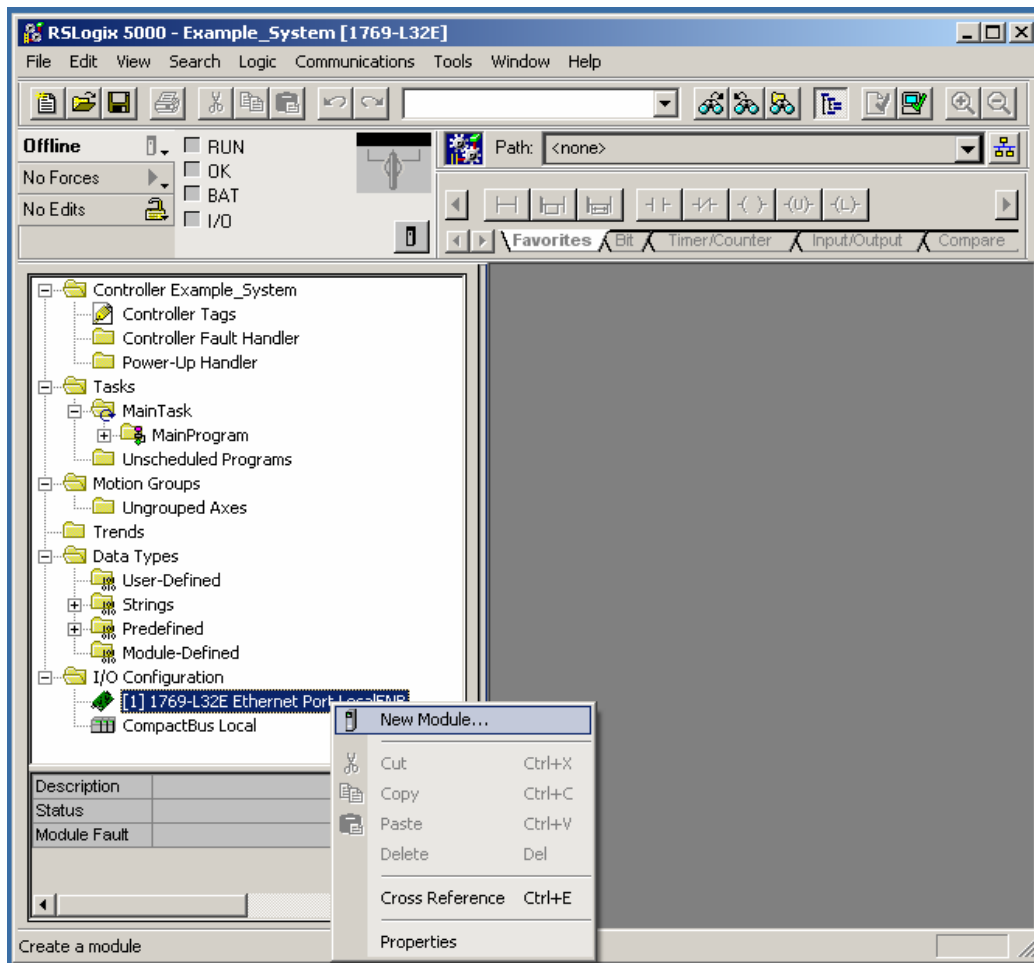 RSLogix 5000 - Example_System [1769-L32E]
File Edit View Search Logic Communications Tools Window Help
Offline
RUN
Path: <none>
No Forces
OK
BAT
No Edits
I/O
Favorites Bit Timer/Counter Input/Output Compare
Controller Example_System
Controller Tags
Controller Fault Handler
Power-Up Handler
Tasks
MainTask
MainProgram
Unscheduled Programs
Motion Groups
Ungrouped Axes
Trends
Data Types
User-Defined
Strings
Predefined
Module-Defined
I/O Configuration
[1] 1769-L32E Ethernet Port LocalENB
CompactBus Local
New Module...
Cut Ctrl+X
Copy Ctrl+C
Paste Ctrl+V
Delete Del
Cross Reference Ctrl+E
Properties
Description
Status
Module Fault
Create a module